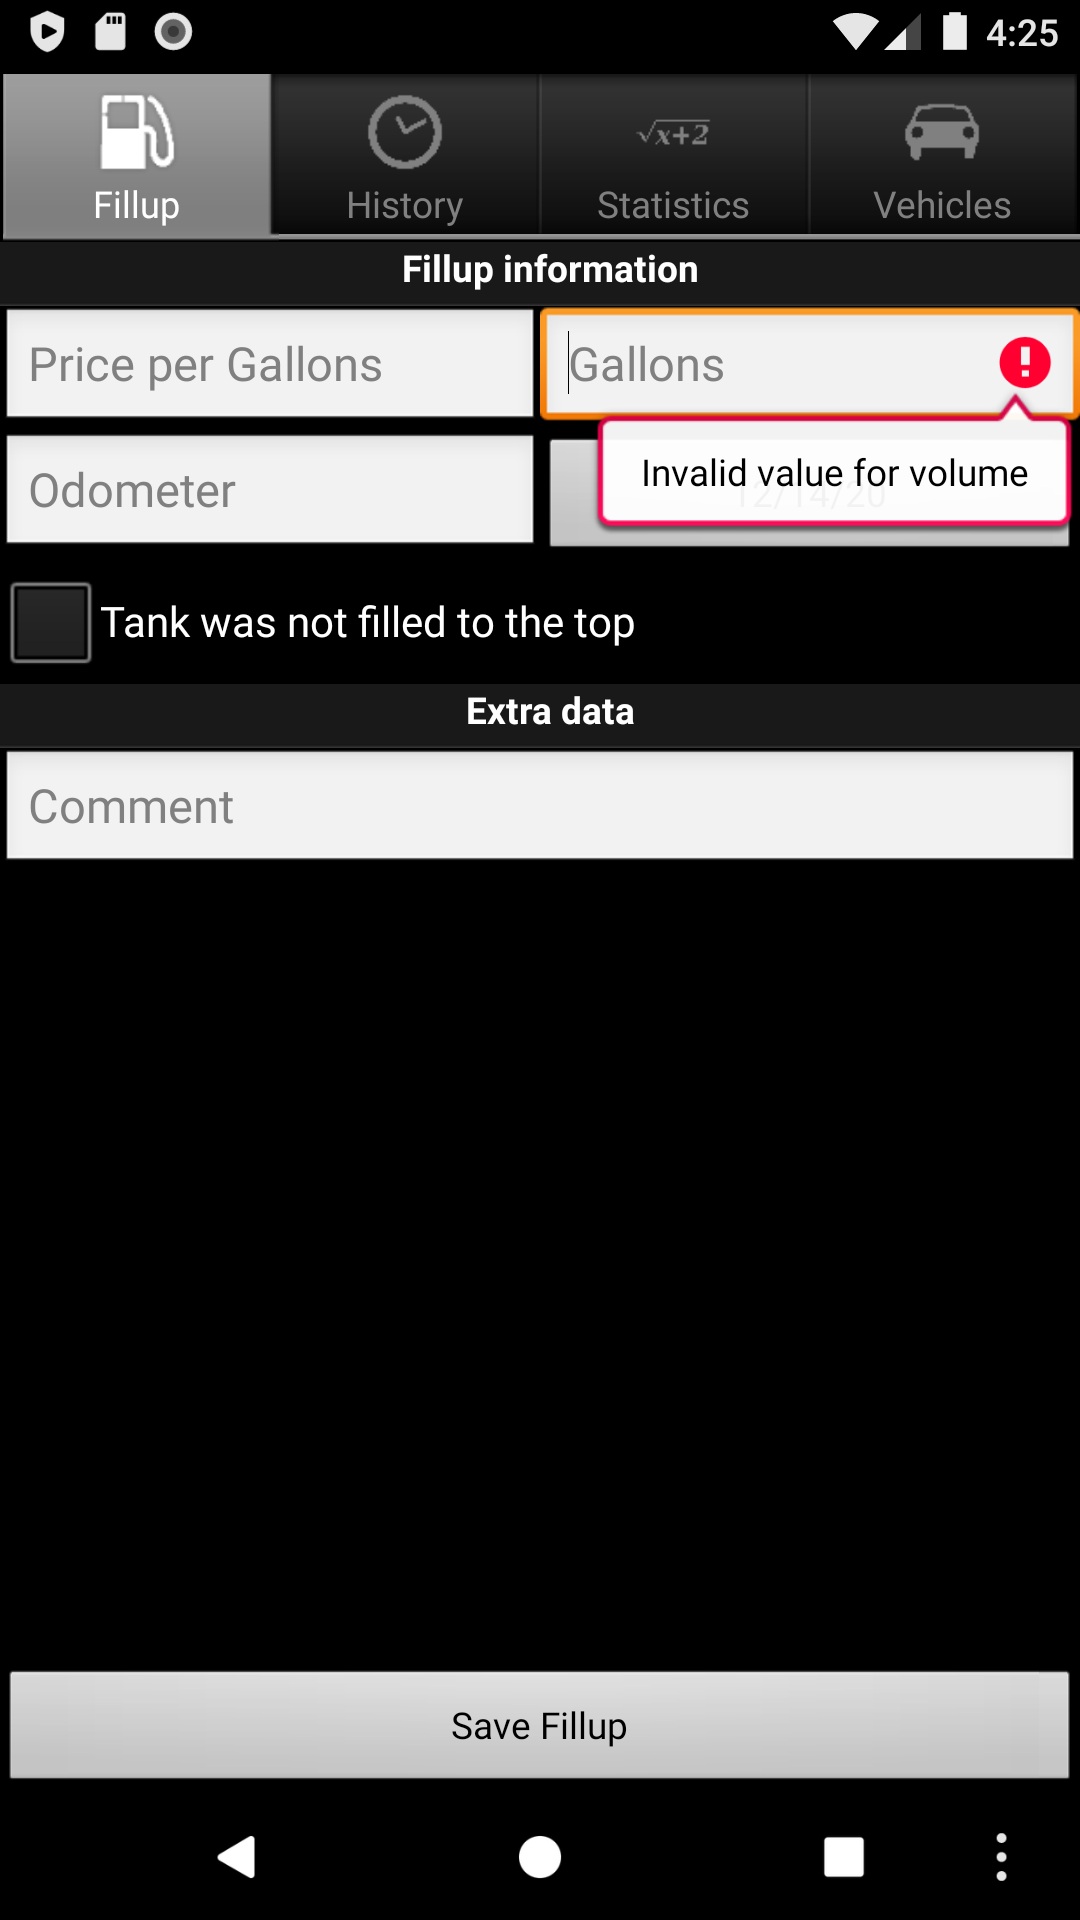 4:25
Fillup
History
√x+2
Statistics
Vehicles
Fillup information
Price per Gallons
Gallons
Invalid value for volume
Odometer
12/14/20
Tank was not filled to the top
Extra data
Comment
Save Fillup